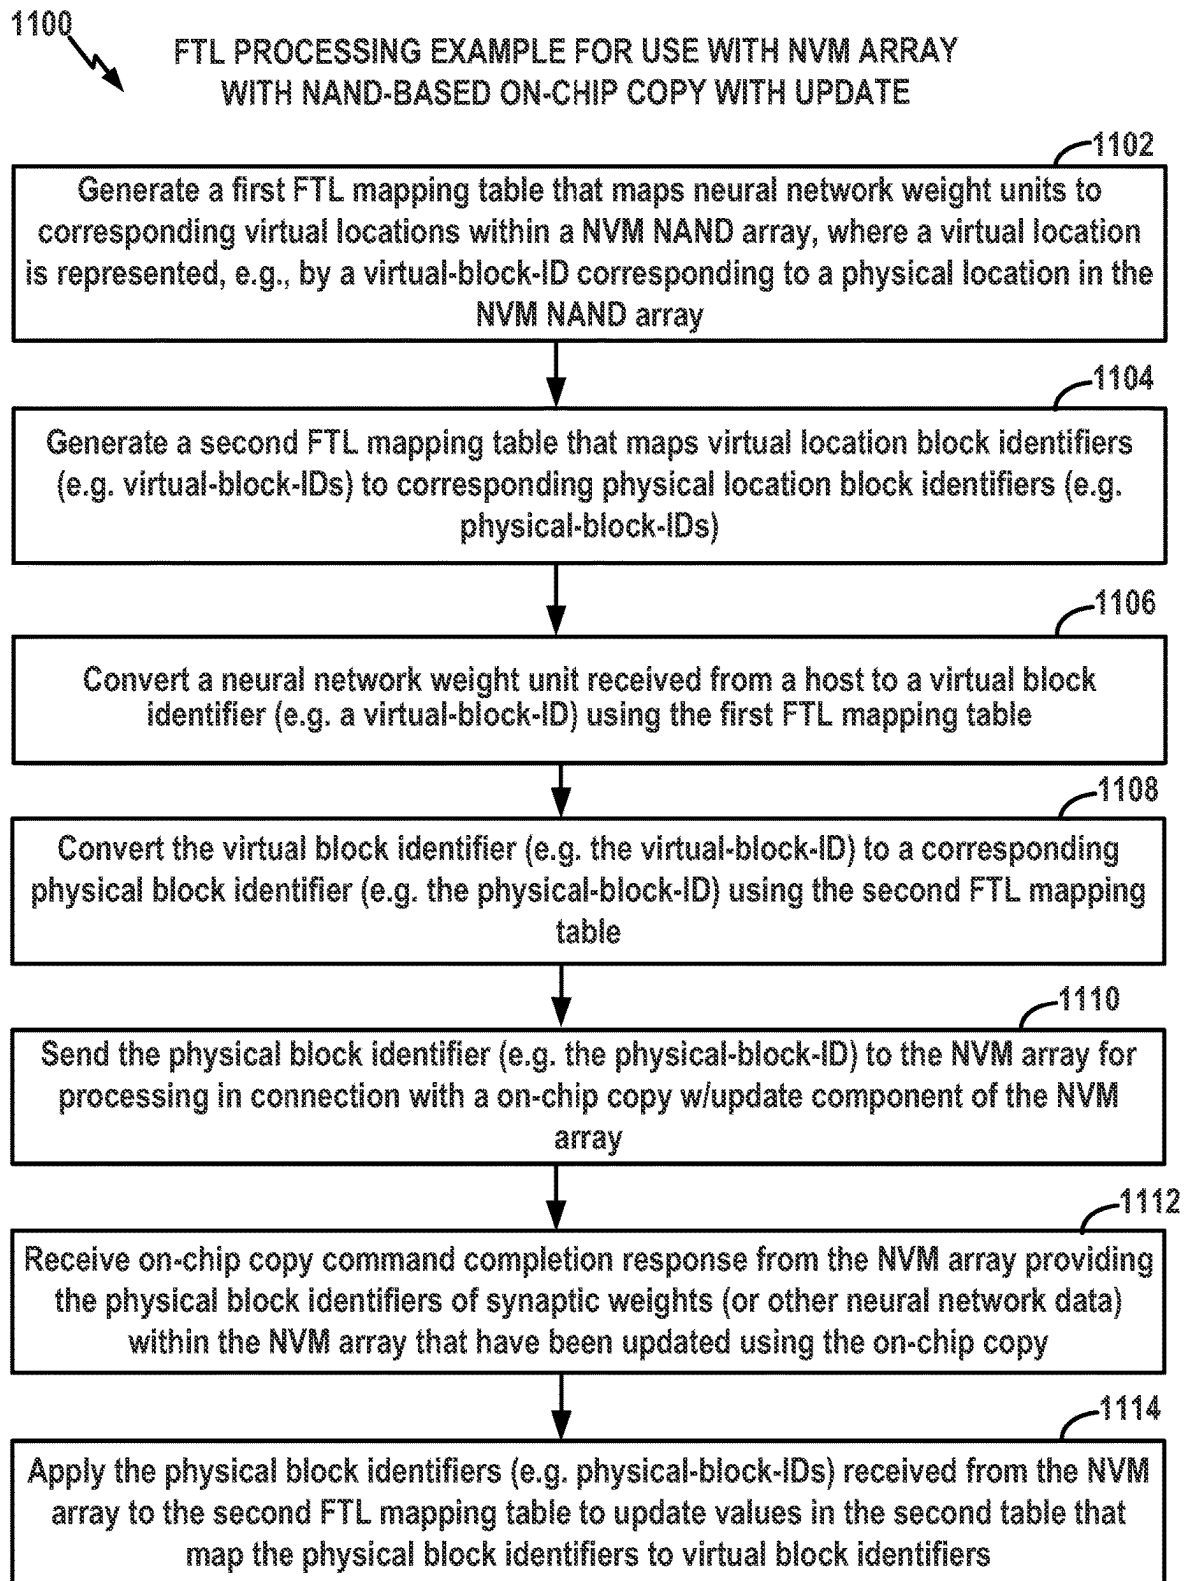 1100
FTL PROCESSING EXAMPLE FOR USE WITH NVM ARRAY
WITH NAND-BASED ON-CHIP COPY WITH UPDATE
1102
Generate a first FTL mapping table that maps neural network weight units to
corresponding virtual locations within a NVM NAND array, where a virtual location
is represented, e.g., by a virtual-block-ID corresponding to a physical location in the
NVM NAND array
1104
Generate a second FTL mapping table that maps virtual location block identifiers
(e.g. virtual-block-IDs) to corresponding physical location block identifiers (e.g.
physical-block-IDs)
1106
Convert a neural network weight unit received from a host to a virtual block
identifier (e.g. a virtual-block-ID) using the first FTL mapping table
1108
Convert the virtual block identifier (e.g. the virtual-block-ID) to a corresponding
physical block identifier (e.g. the physical-block-ID) using the second FTL mapping
table
1110
Send the physical block identifier (e.g. the physical-block-ID) to the NVM array for
processing in connection with a on-chip copy w/update component of the NVM
array
1112
Receive on-chip copy command completion response from the NVM array providing
the physical block identifiers of synaptic weights (or other neural network data)
within the NVM array that have been updated using the on-chip copy
1114
Apply the physical block identifiers (e.g. physical-block-IDs) received from the NVM
array to the second FTL mapping table to update values in the second table that
map the physical block identifiers to virtual block identifiers